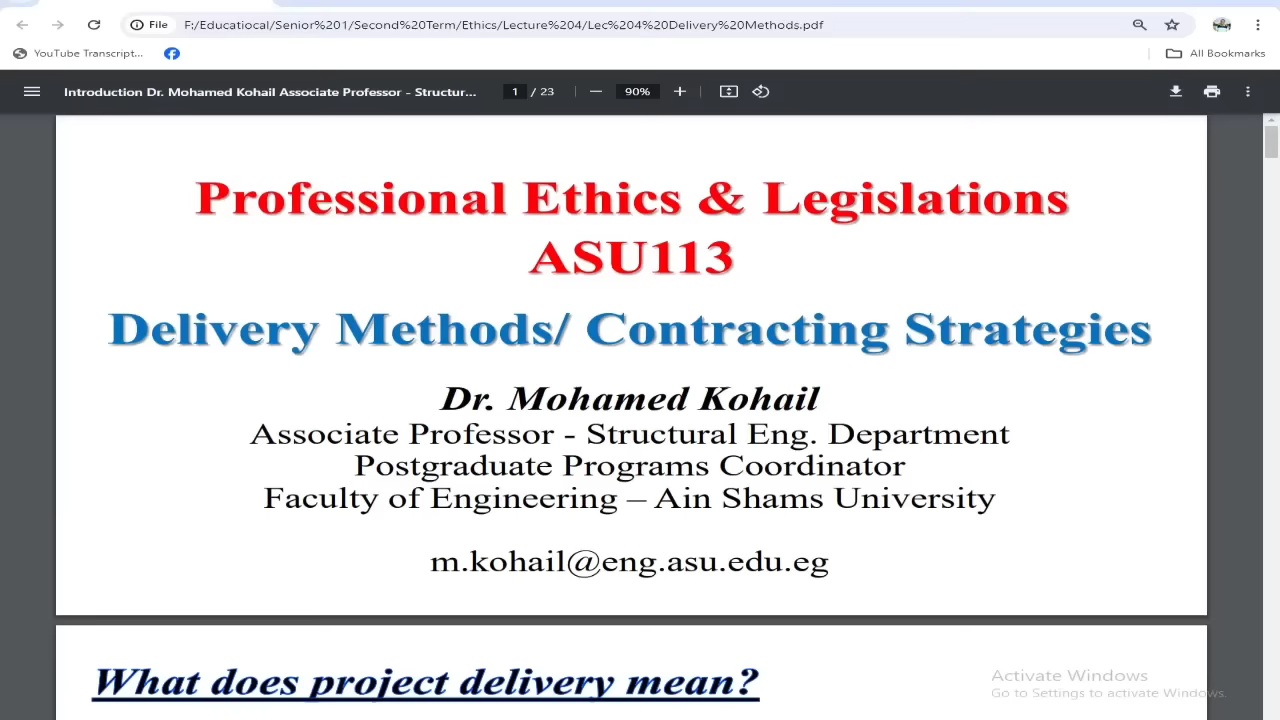 File F:/Educatiocal/Senior%201/Second%20Term/Ethics/Lecture%204/Lec%204%20Delivery%20Methods.pdf
YouTube Transcript... All Bookmarks
Introduction Dr. Mohamed Kohail Associate Professor - Structur... 1 / 23 90%
Professional Ethics & Legislations
ASU113
Delivery Methods/ Contracting Strategies
Dr. Mohamed Kohail
Associate Professor - Structural Eng. Department
Postgraduate Programs Coordinator
Faculty of Engineering – Ain Shams University
m.kohail@eng.asu.edu.eg
What does project delivery mean?
Activate Windows
Go to Settings to activate Windows.